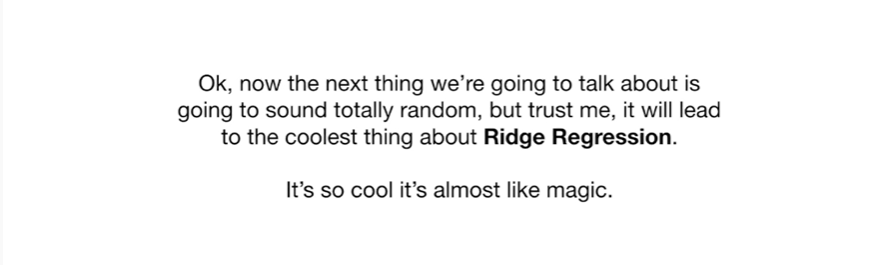 Ok, now the next thing we’re going to talk about is
going to sound totally random, but trust me, it will lead
to the coolest thing about Ridge Regression.
It’s so cool it’s almost like magic.